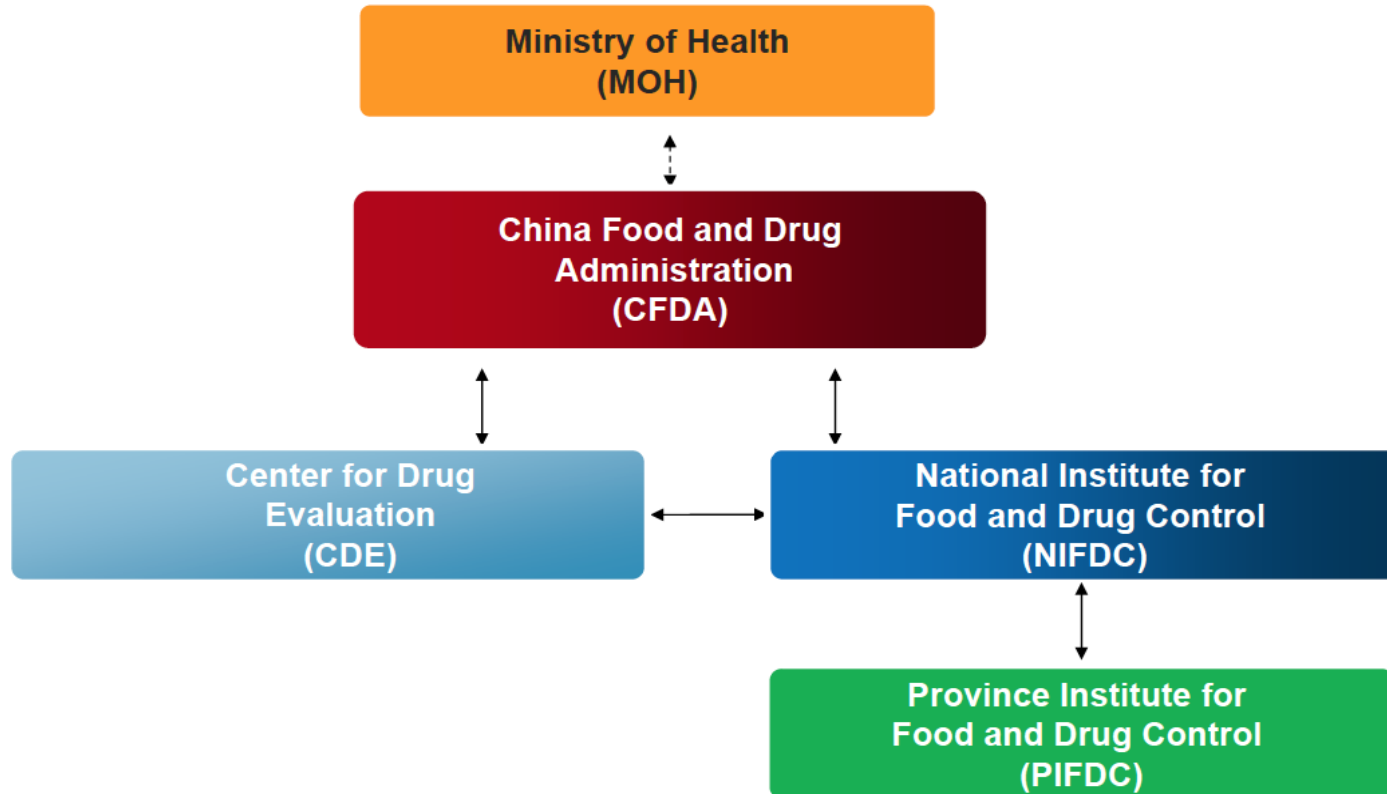 Ministry of Health
(MOH)
China Food and Drug
Administration
(CFDA)
Center for Drug
Evaluation
(CDE)
National Institute for
Food and Drug Control
(NIFDC)
Province Institute for
Food and Drug Control
(PIFDC)